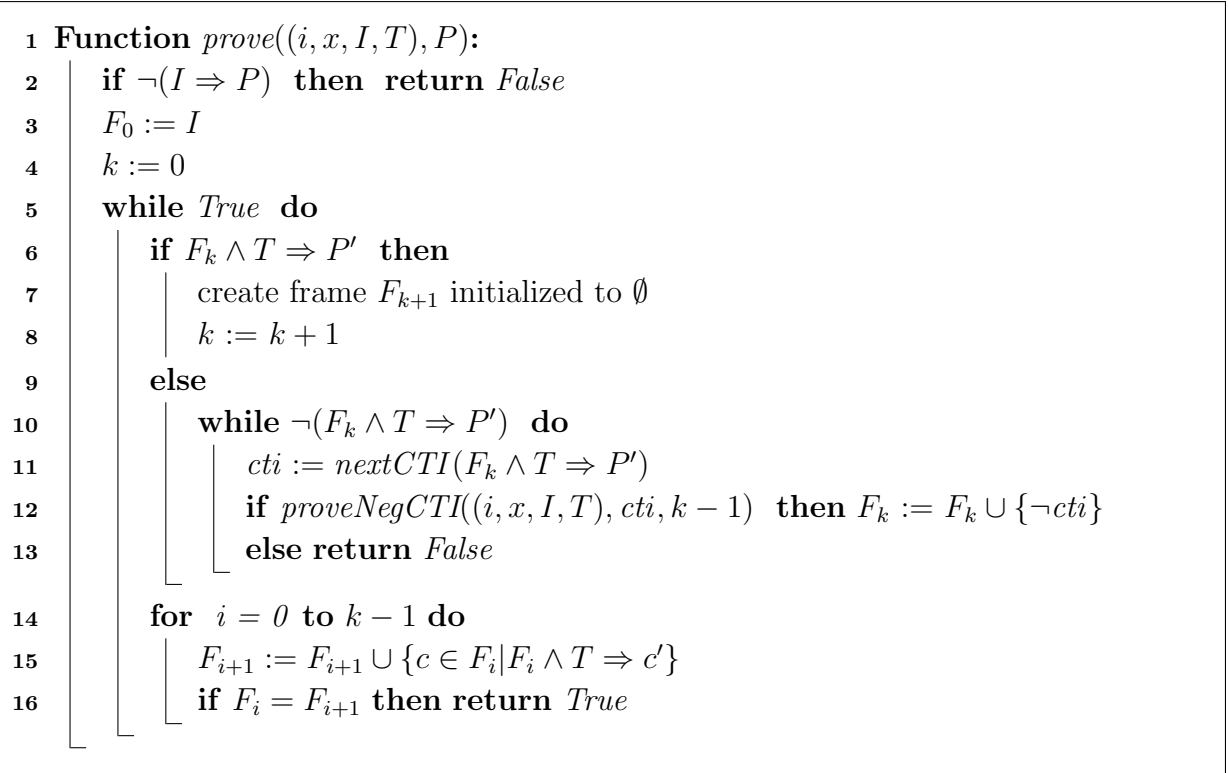 1 Function prove((i, x, I, T), P):
2 if ¬(I ⇒ P) then return False
3 F₀ := I
4 k := 0
5 while True do
6 if Fₖ ∧ T ⇒ P′ then
7 create frame Fₖ₊₁ initialized to ∅
8 k := k + 1
9 else
10 while ¬(Fₖ ∧ T ⇒ P′) do
11 cti := nextCTI(Fₖ ∧ T ⇒ P′)
12 if proveNegCTI((i, x, I, T), cti, k − 1) then Fₖ := Fₖ ∪ {¬cti}
13 else return False
14 for i = 0 to k − 1 do
15 Fᵢ₊₁ := Fᵢ₊₁ ∪ {c ∈ Fᵢ|Fᵢ ∧ T ⇒ c′}
16 if Fᵢ = Fᵢ₊₁ then return True